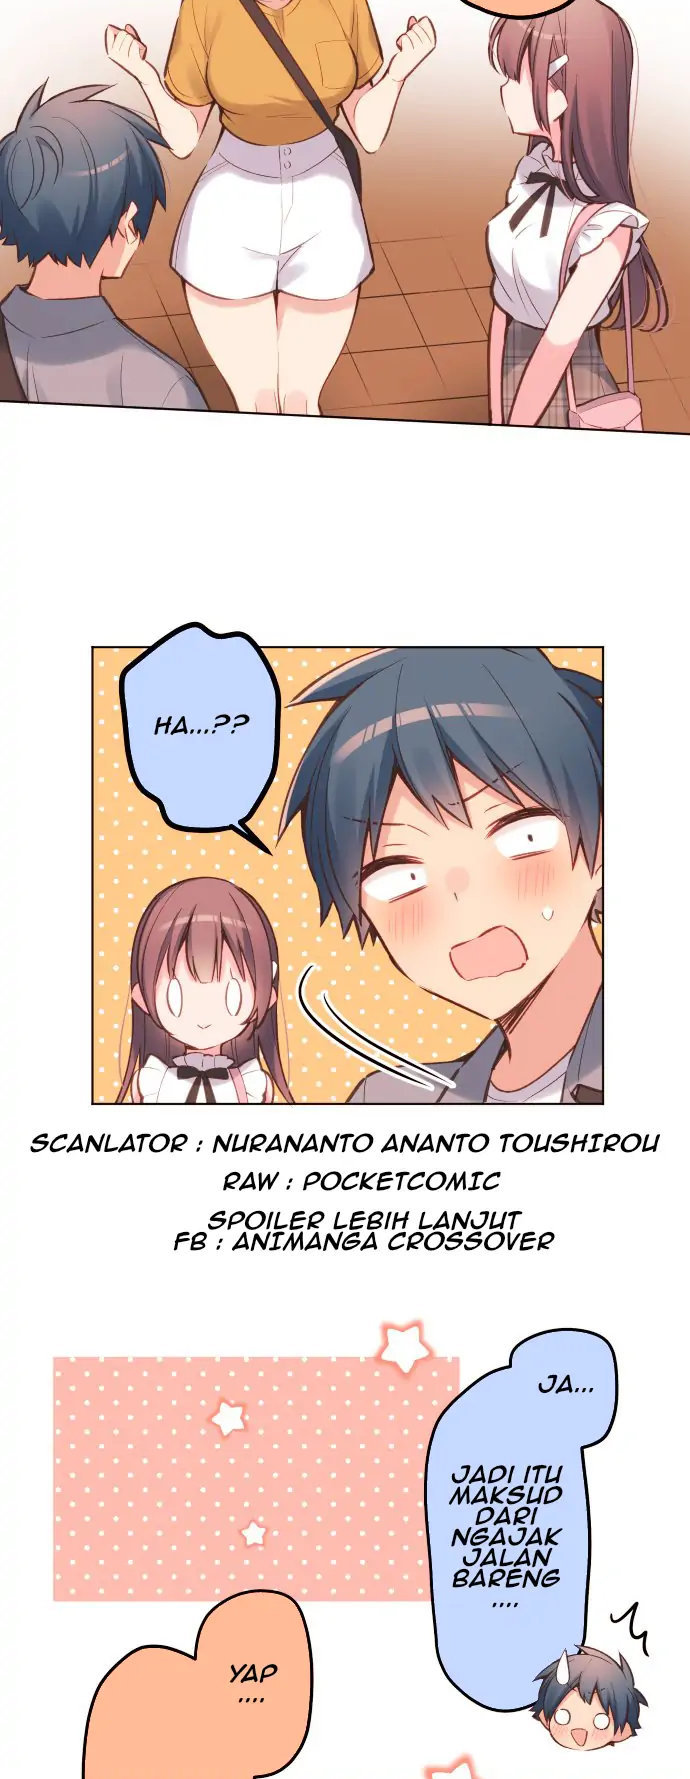 HA...??
SCANLATOR : NURANANTO ANANTO TOUSHIROU
RAW : POCKETCOMIC
SPOILER LEBIH LANJUT
FB : ANIMANGA CROSSOVER
JA...
JADI ITU
MAKSUD
DARI
NGAJAK
JALAN
BARENG
....
YAP
....